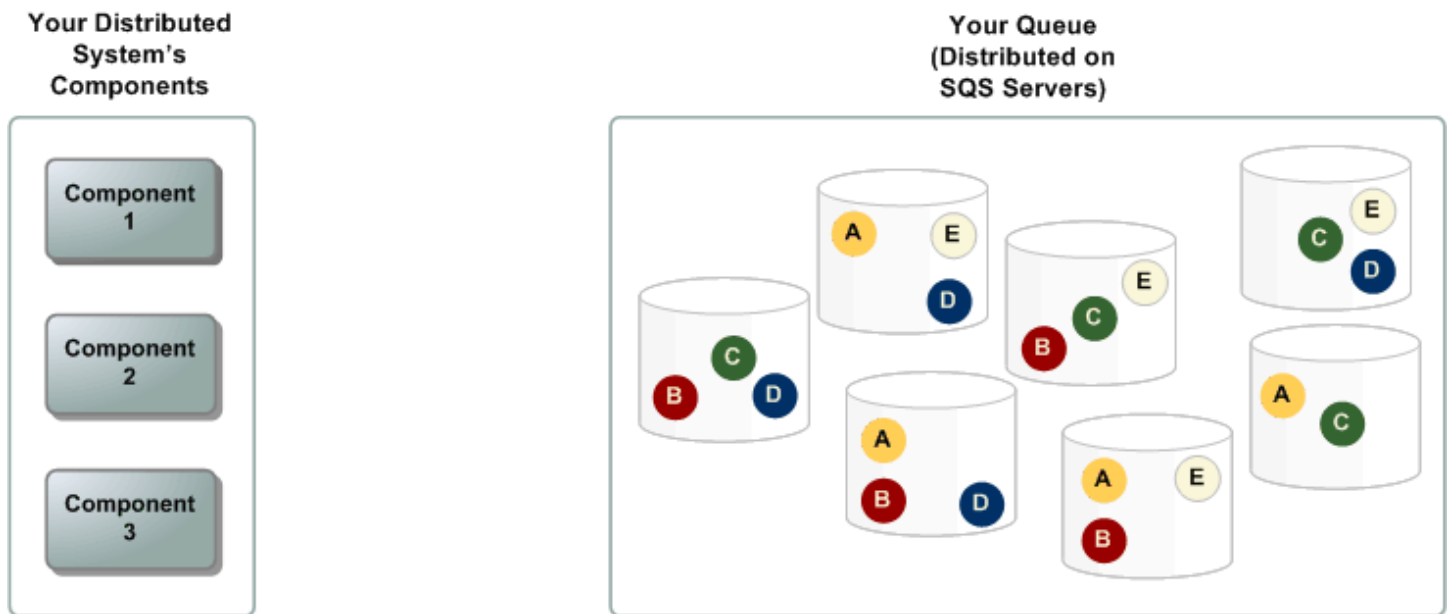 Your Distributed
System's
Components
Component
1
Component
2
Component
3
Your Queue
(Distributed on
SQS Servers)
C
B
D
A
E
D
A
B
D
E
C
B
A
E
B
E
C
D
A
C